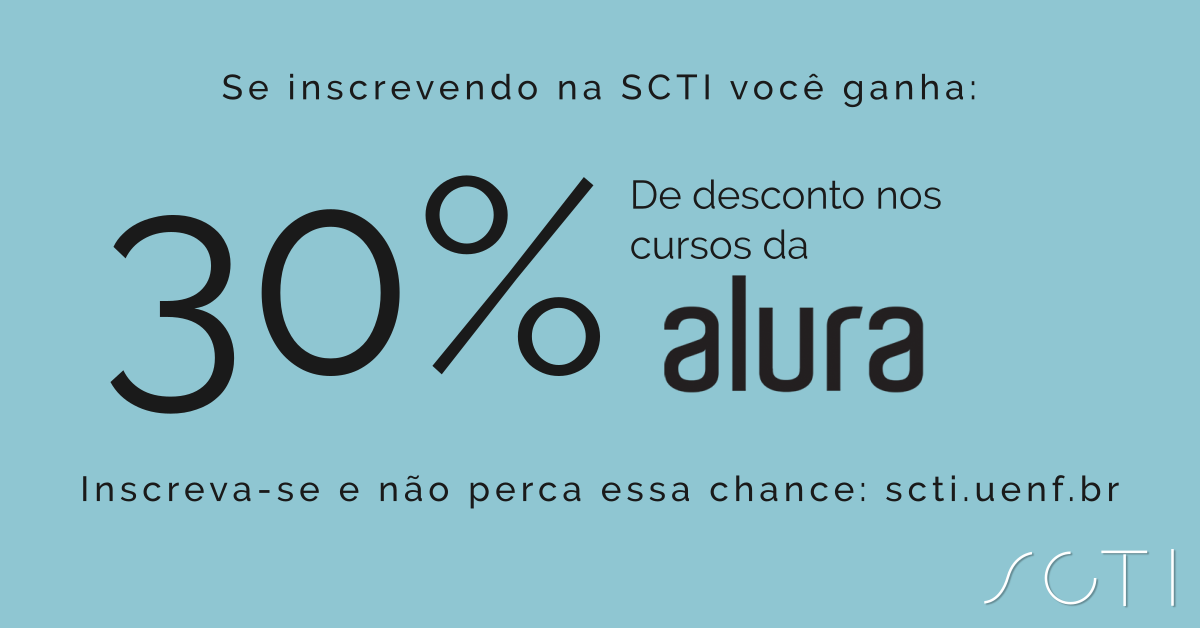 Se inscrevendo na SCTI você ganha:
30%
De desconto nos
cursos da
alura
Inscreva-se e não perca essa chance: scti.uenf.br
SCTI